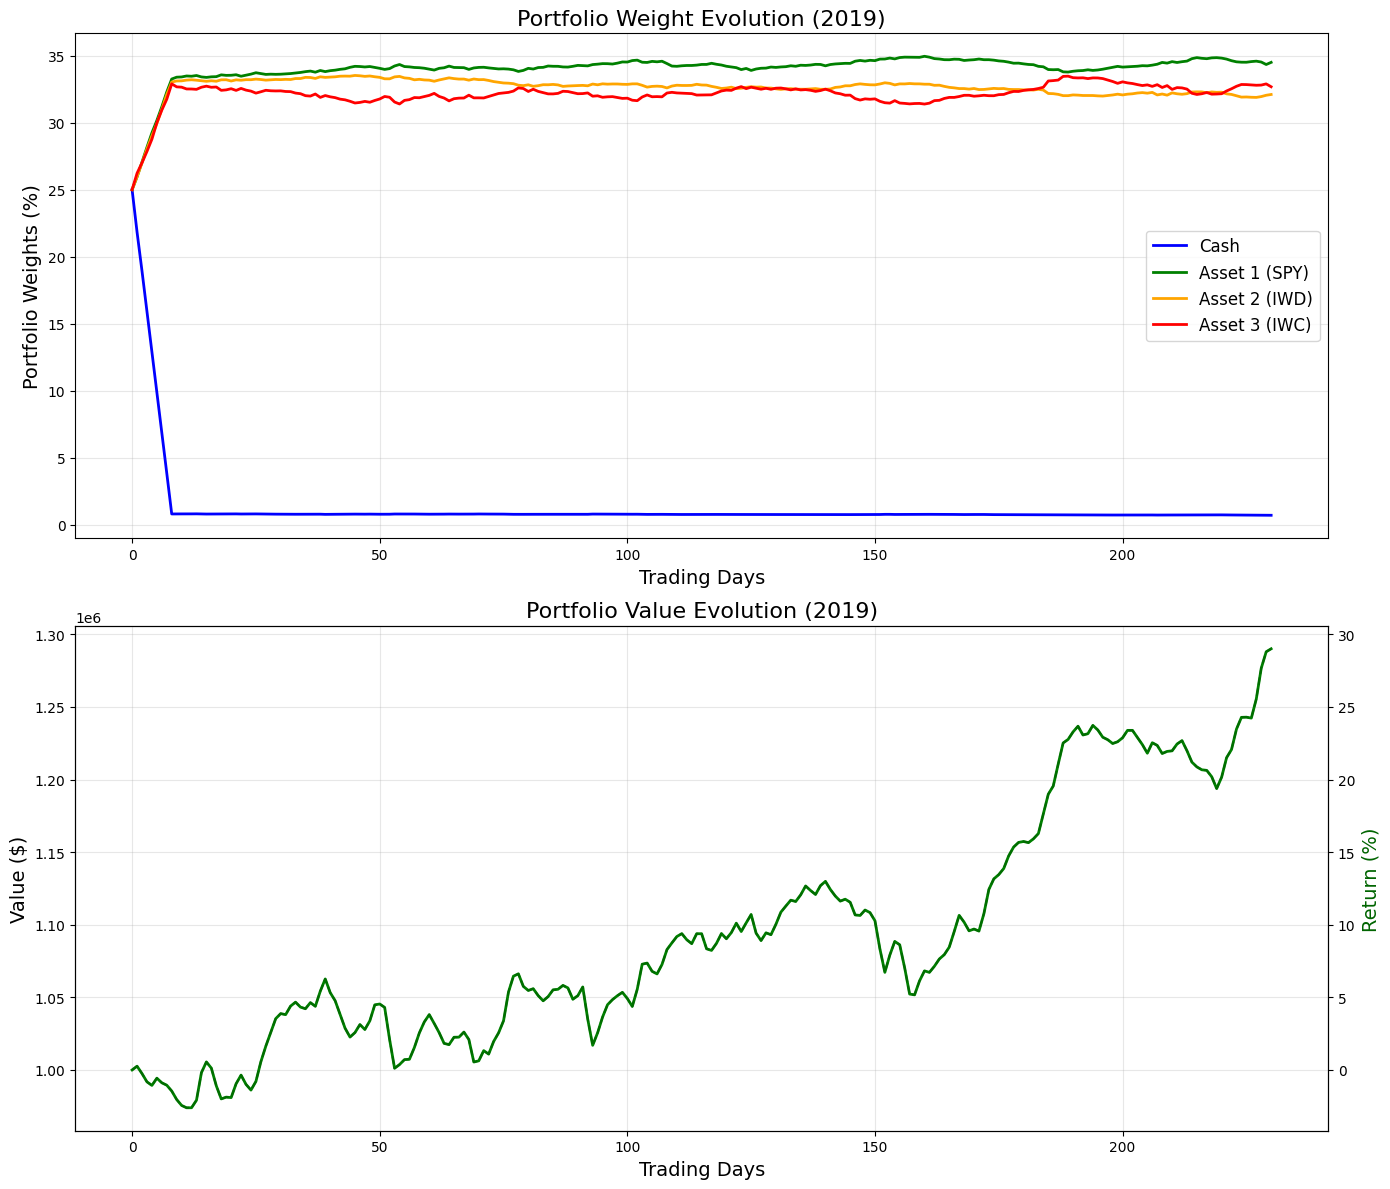 Portfolio Weight Evolution (2019)
Portfolio Weights (%)
35
30
25
20
15
10
5
0
Cash
Asset 1 (SPY)
Asset 2 (IWD)
Asset 3 (IWC)
0 50 100 150 200
Trading Days
Portfolio Value Evolution (2019)
1e6
Value ($)
1.30
1.25
1.20
1.15
1.10
1.05
1.00
30
25
20
15
10
5
0
Return (%)
0 50 100 150 200
Trading Days